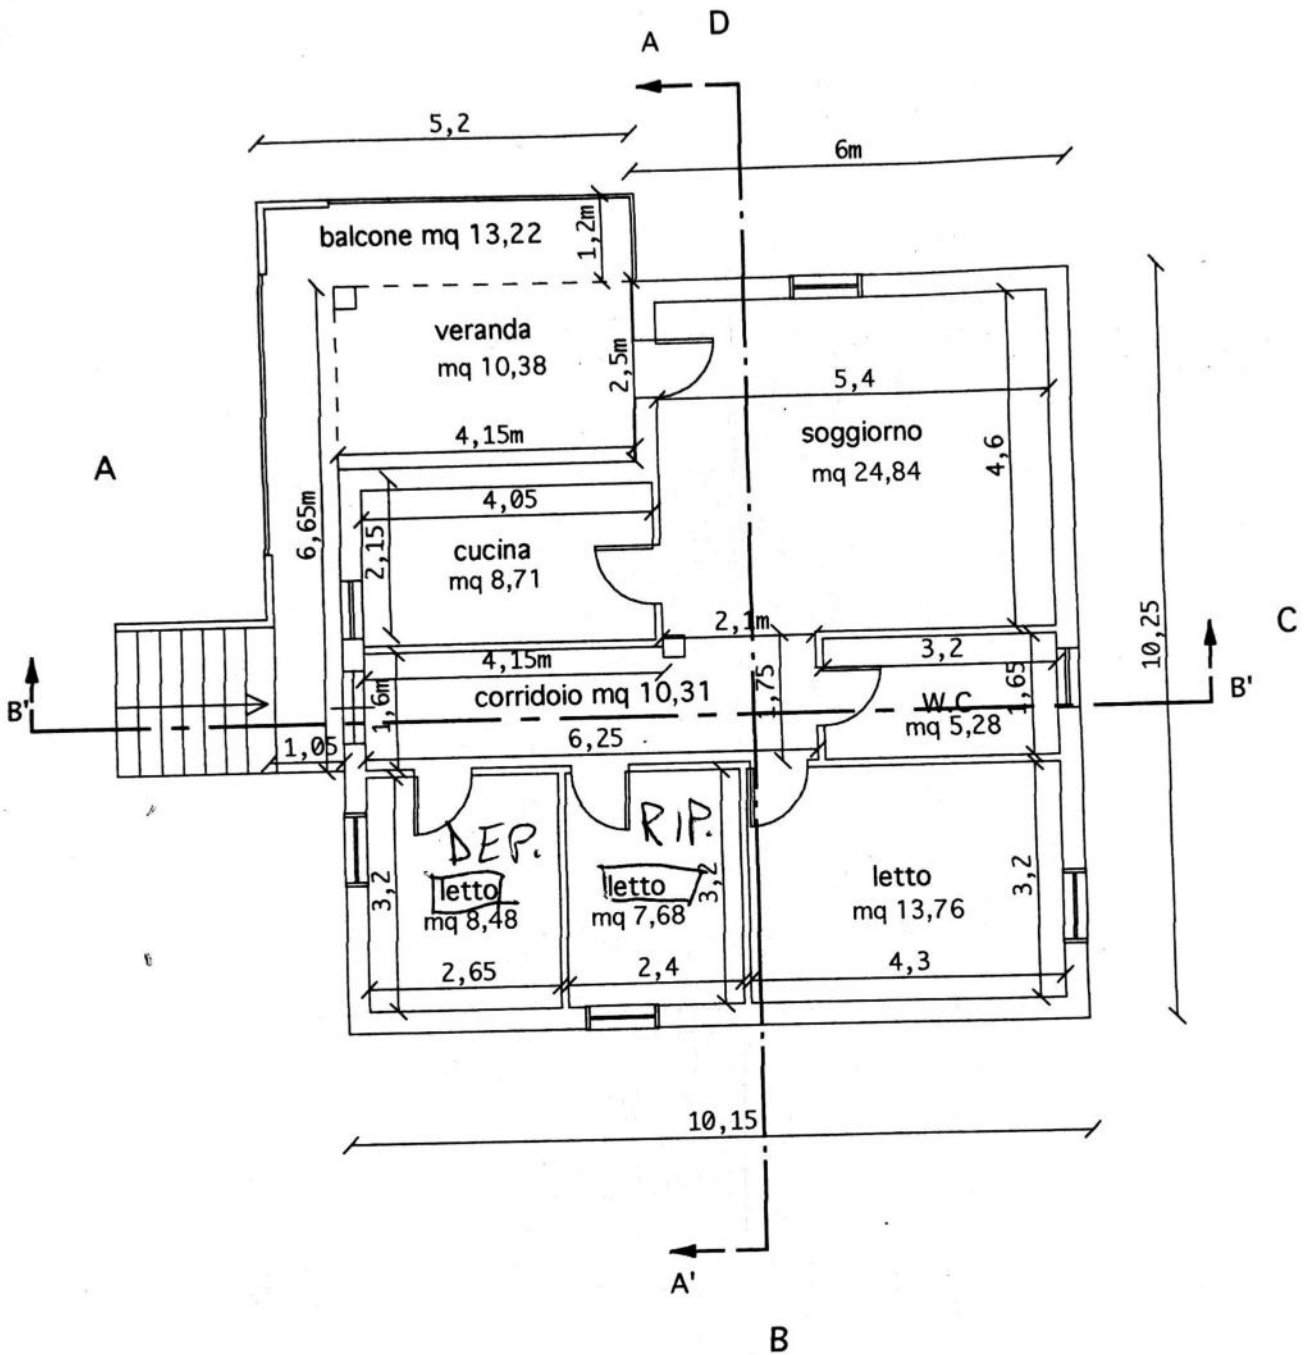 D
A
5,2
6m
balcone mq 13,22
1,2m
veranda
mq 10,38
2,5m
5,4
4,15m
soggiorno
mq 24,84
4,6
A
6,65m
4,05
2,15
cucina
mq 8,71
2,1m
10,25
C
3,2
4,15m
1,6m
corridoio mq 10,31
1,75
1,65
W.C
mq 5,28
B'
B'
1,05
6,25
DEP.
RIP.
letto
mq 8,48
3,2
letto
mq 7,68
3,2
letto
mq 13,76
3,2
2,65
2,4
4,3
10,15
A'
B